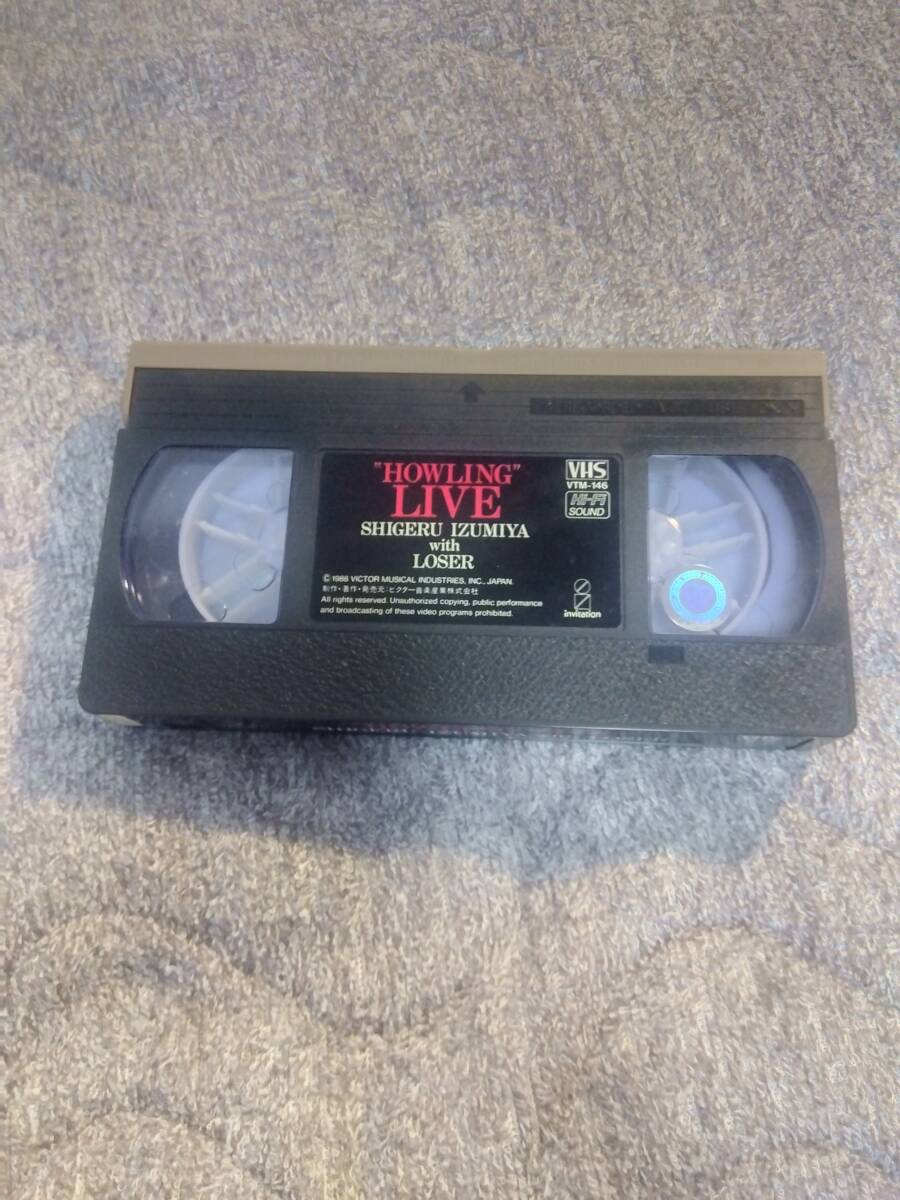 "HOWLING"
LIVE
SHIGERU IZUMIYA
with
LOSER
VHS
VTM-146
Hi-Fi
SOUND
© 1988 VICTOR MUSICAL INDUSTRIES, INC., JAPAN.
制作・著作・発売元：ビクター音楽産業株式会社
All rights reserved. Unauthorized copying, public performance
and broadcasting of these video programs prohibited.
invitation